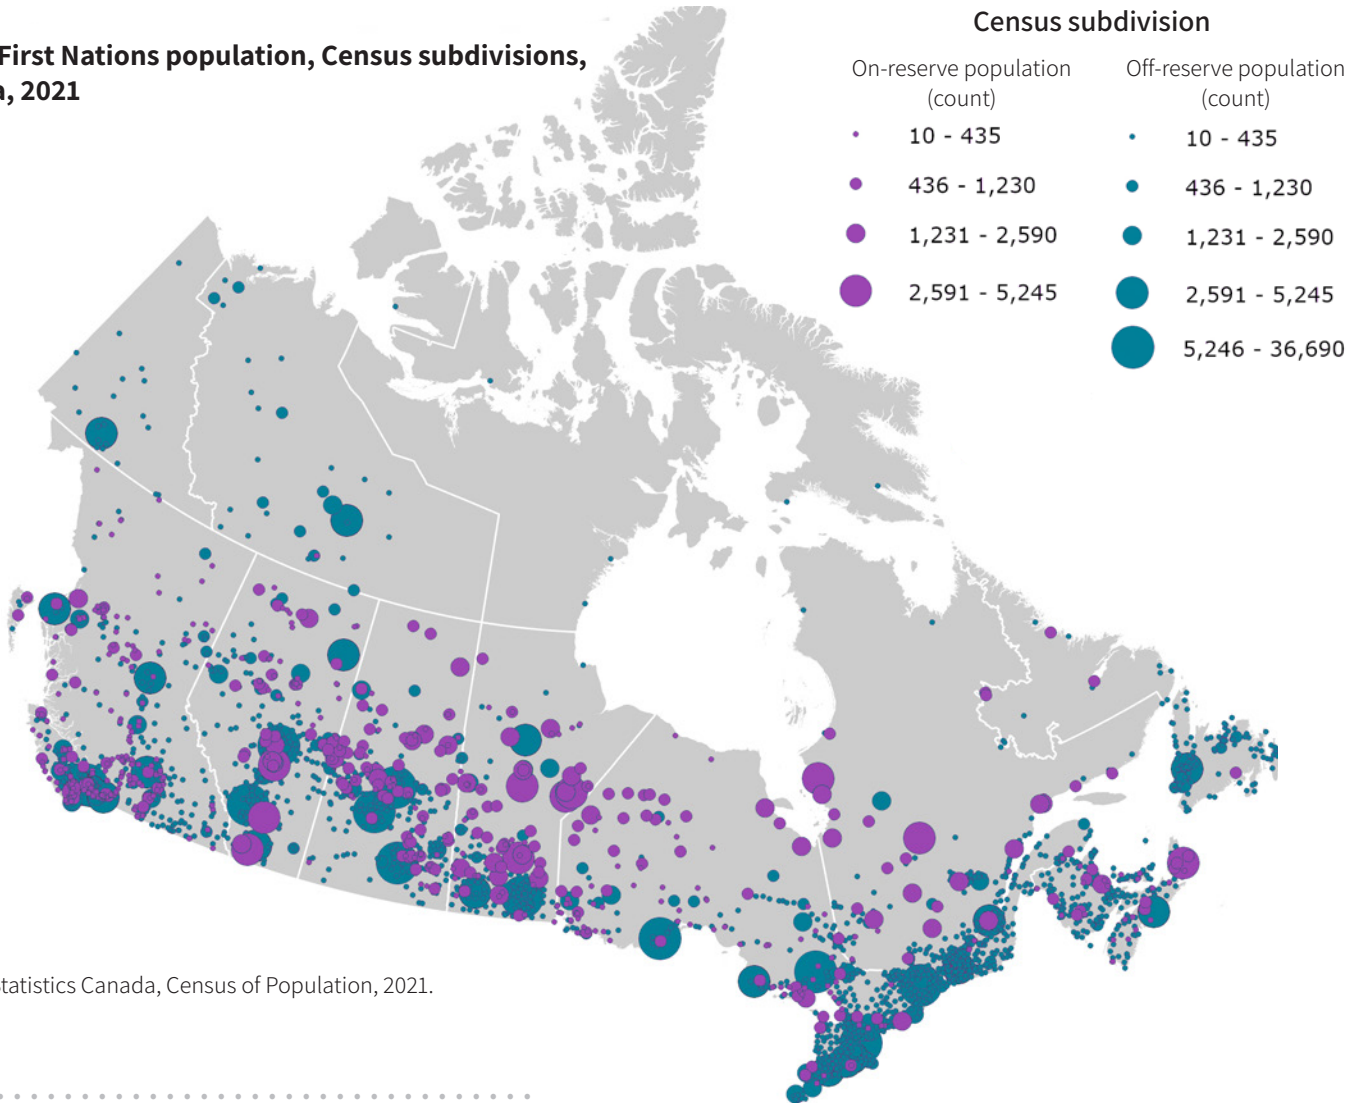 First Nations population, Census subdivisions,
a, 2021
Census subdivision
On-reserve population
(count)
Off-reserve population
(count)
10 - 435
10 - 435
436 - 1,230
436 - 1,230
1,231 - 2,590
1,231 - 2,590
2,591 - 5,245
2,591 - 5,245
5,246 - 36,690
tatistics Canada, Census of Population, 2021.